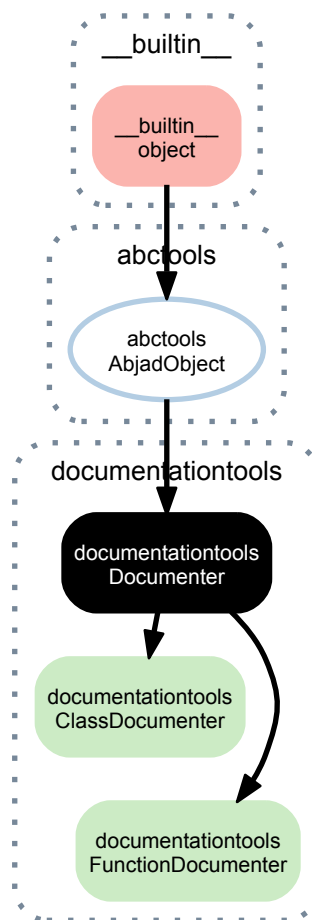 __builtin__
__builtin__
object
abctools
abctools
AbjadObject
documentationtools
documentationtools
Documenter
documentationtools
ClassDocumenter
documentationtools
FunctionDocumenter